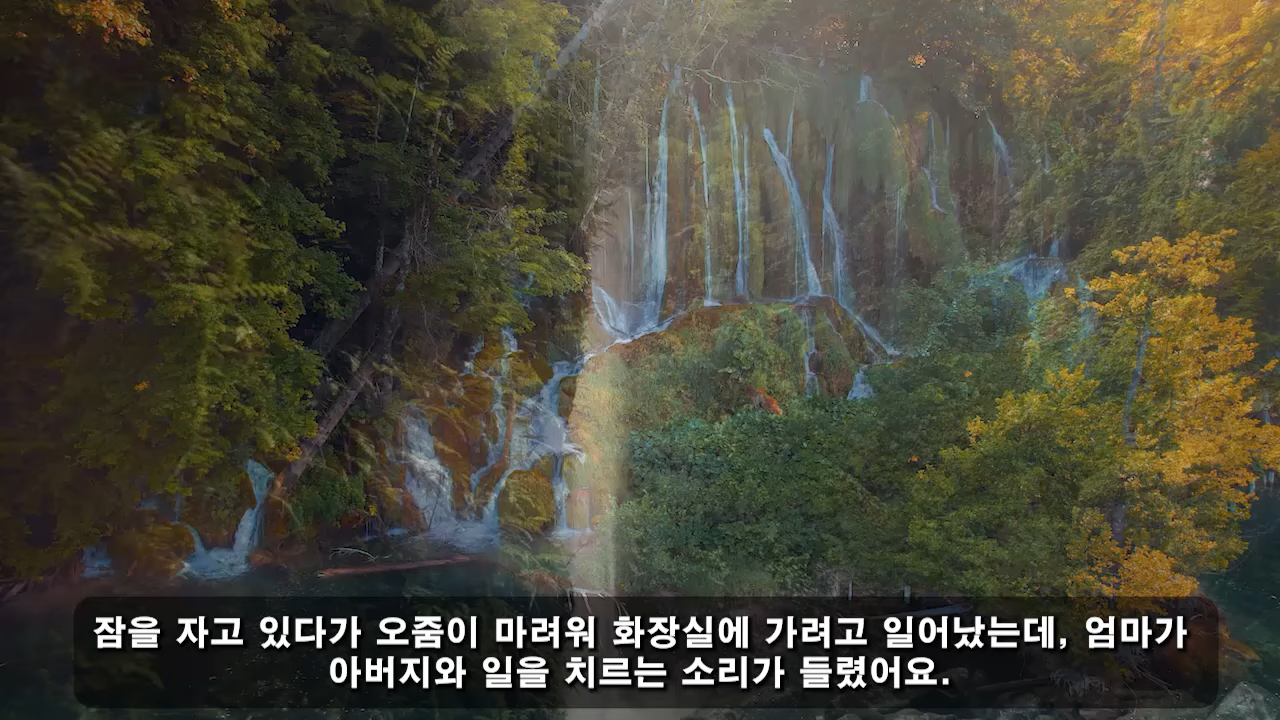 잠을 자고 있다가 오줌이 마려워 화장실에 가려고 일어났는데, 엄마가
아버지와 일을 치르는 소리가 들렸어요.